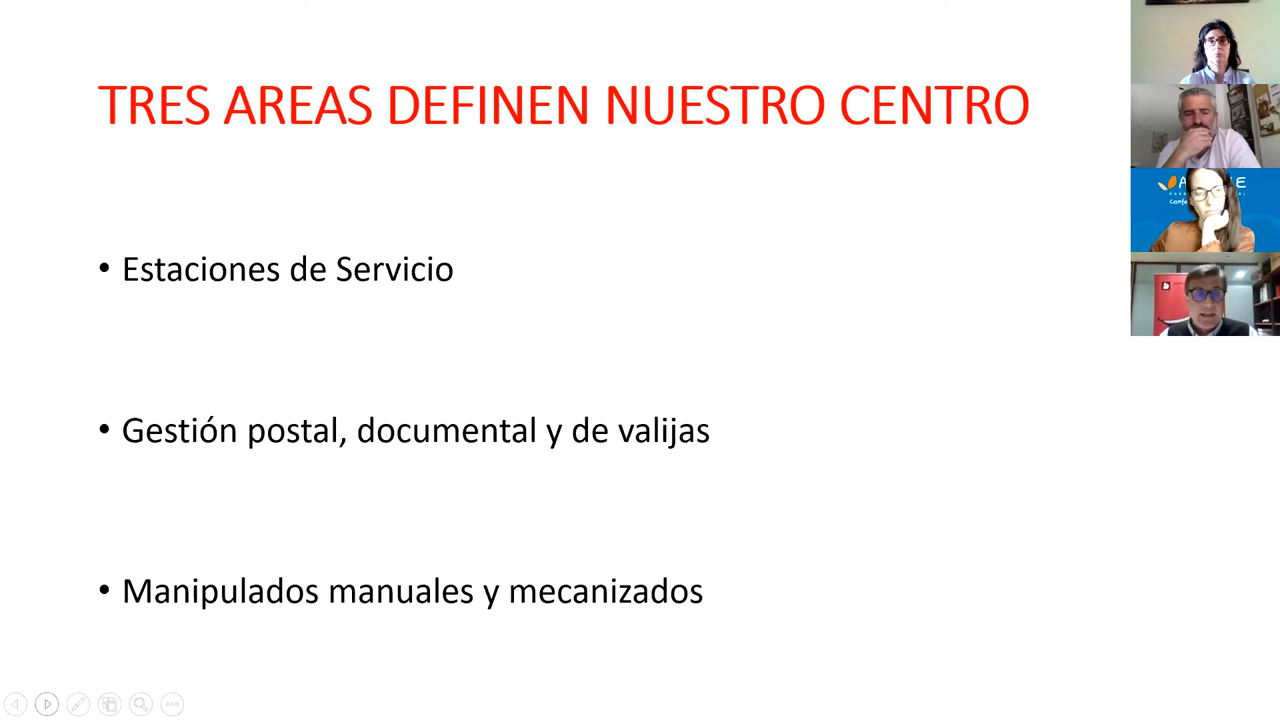 TRES AREAS DEFINEN NUESTRO CENTRO
• Estaciones de Servicio
• Gestión postal, documental y de valijas
• Manipulados manuales y mecanizados